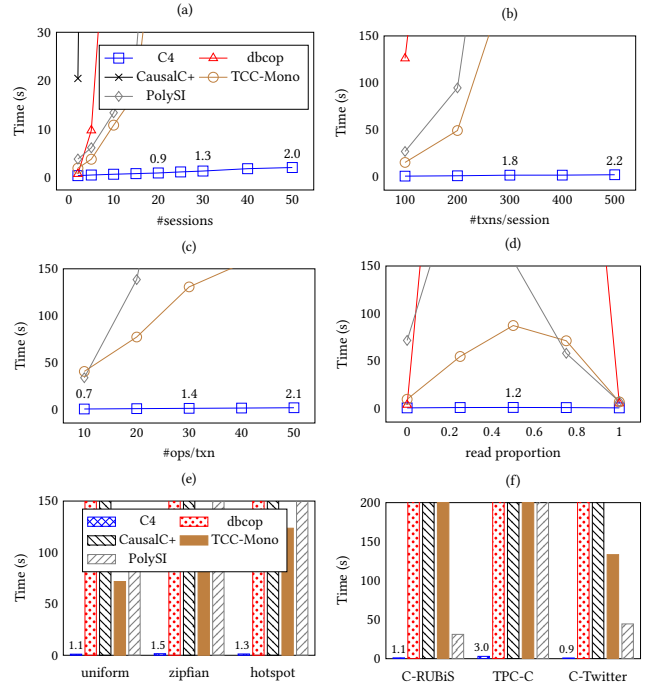 (a)
30
20
10
0
Time (s)
C4
dbcop
CausalC+
TCC-Mono
PolySI
0.9
1.3
2.0
0
10
20
30
40
50
#sessions
(b)
150
100
50
0
Time (s)
1.8
2.2
100
200
300
400
500
#txns/session
(c)
150
100
50
0
Time (s)
0.7
1.4
2.1
10
20
30
40
50
#ops/txn
(d)
150
100
50
0
Time (s)
1.2
0
0.2
0.4
0.6
0.8
1
read proportion
(e)
150
100
50
0
Time (s)
C4
dbcop
CausalC+
TCC-Mono
PolySI
1.1
1.5
1.3
uniform
zipfian
hotspot
(f)
200
150
100
50
0
Time (s)
1.1
3.0
0.9
C-RUBiS
TPC-C
C-Twitter